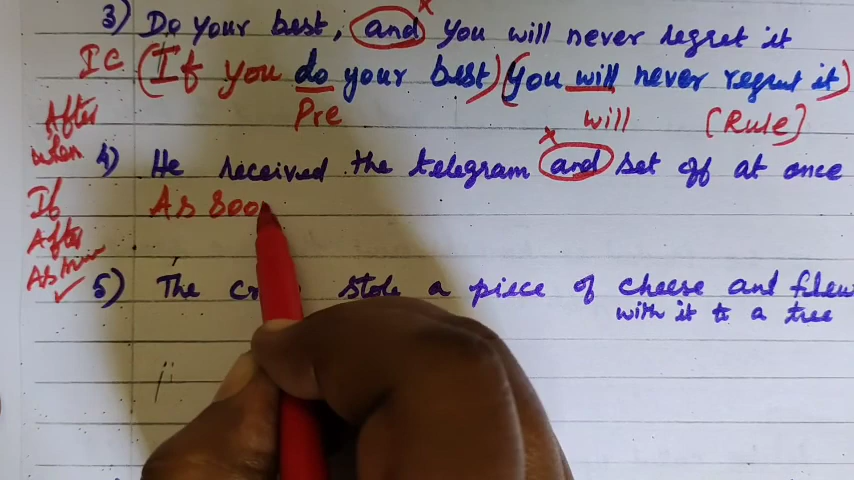 3) Do your best, and you will never regret it
IC (If you do your best) (you will never regret it)
Pre will [Rule]
After
when
4) He received the telegram and set off at once
If
As soo
After
As soon
5) The stole a piece of cheese and flew
with it to a tree